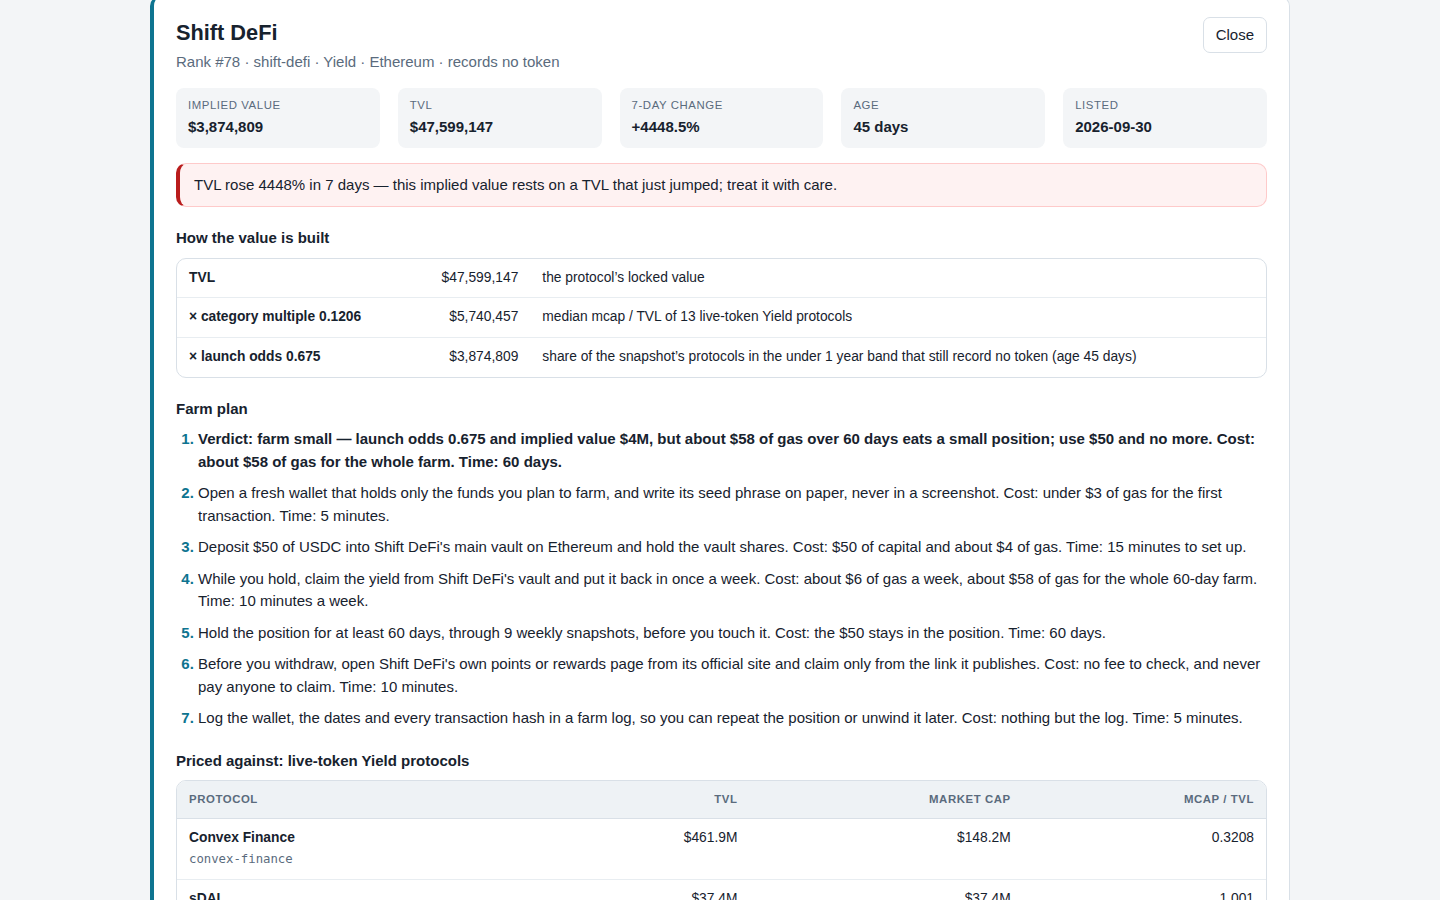 Shift DeFi
Close
Rank #78 · shift-defi · Yield · Ethereum · records no token
IMPLIED VALUE
$3,874,809
TVL
$47,599,147
7-DAY CHANGE
+4448.5%
AGE
45 days
LISTED
2026-09-30
TVL rose 4448% in 7 days — this implied value rests on a TVL that just jumped; treat it with care.
How the value is built
TVL $47,599,147 the protocol’s locked value
× category multiple 0.1206 $5,740,457 median mcap / TVL of 13 live-token Yield protocols
× launch odds 0.675 $3,874,809 share of the snapshot’s protocols in the under 1 year band that still record no token (age 45 days)
Farm plan
1. Verdict: farm small — launch odds 0.675 and implied value $4M, but about $58 of gas over 60 days eats a small position; use $50 and no more. Cost:
about $58 of gas for the whole farm. Time: 60 days.
2. Open a fresh wallet that holds only the funds you plan to farm, and write its seed phrase on paper, never in a screenshot. Cost: under $3 of gas for the first
transaction. Time: 5 minutes.
3. Deposit $50 of USDC into Shift DeFi's main vault on Ethereum and hold the vault shares. Cost: $50 of capital and about $4 of gas. Time: 15 minutes to set up.
4. While you hold, claim the yield from Shift DeFi's vault and put it back in once a week. Cost: about $6 of gas a week, about $58 of gas for the whole 60-day farm.
Time: 10 minutes a week.
5. Hold the position for at least 60 days, through 9 weekly snapshots, before you touch it. Cost: the $50 stays in the position. Time: 60 days.
6. Before you withdraw, open Shift DeFi's own points or rewards page from its official site and claim only from the link it publishes. Cost: no fee to check, and never
pay anyone to claim. Time: 10 minutes.
7. Log the wallet, the dates and every transaction hash in a farm log, so you can repeat the position or unwind it later. Cost: nothing but the log. Time: 5 minutes.
Priced against: live-token Yield protocols
PROTOCOL TVL MARKET CAP MCAP / TVL
Convex Finance $461.9M $148.2M 0.3208
convex-finance
sDAI $37.4M $37.4M 1.001